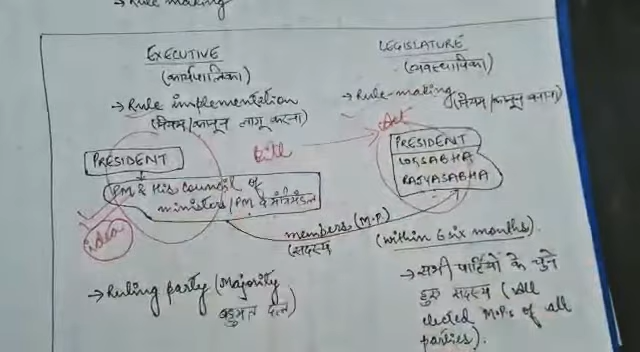 → Rule making
EXECUTIVE
(कार्यपालिका)
→ Rule implementation
(नियम/कानून लागू करना)
PRESIDENT
PM & His Council of
ministers/PM व मंत्रिमंडल
idea
Bill
→ Ruling party (Majority
बहुमत दल)
LEGISLATURE
(व्यवस्थापिका)
→ Rule-making
(नियम/कानून बनाना)
Act
PRESIDENT
LOKSABHA
RAJYASABHA
members (M.P.)
(सदस्य
(within 6 six months).
→ सभी पार्टियों के चुने
हुए सदस्य (All
elected M.P.s of all
parties).